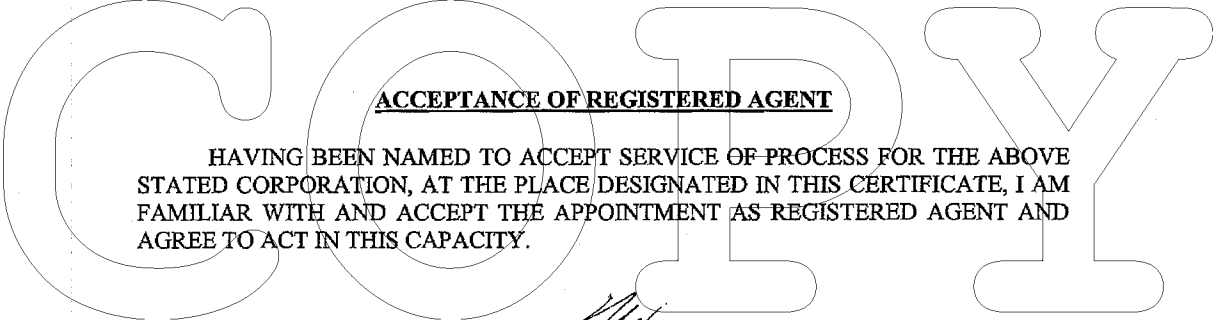 COPY
ACCEPTANCE OF REGISTERED AGENT
HAVING BEEN NAMED TO ACCEPT SERVICE OF PROCESS FOR THE ABOVE
STATED CORPORATION, AT THE PLACE DESIGNATED IN THIS CERTIFICATE, I AM
FAMILIAR WITH AND ACCEPT THE APPOINTMENT AS REGISTERED AGENT AND
AGREE TO ACT IN THIS CAPACITY.